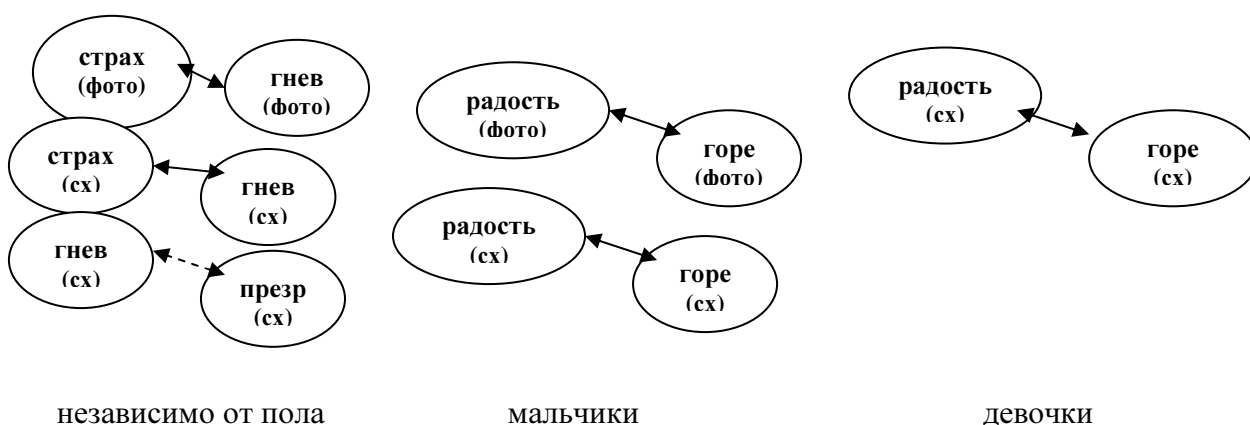 страх
(фото)
гнев
(фото)
страх
(сх)
гнев
(сх)
гнев
(сх)
презр
(сх)
независимо от пола
радость
(фото)
горе
(фото)
радость
(сх)
горе
(сх)
мальчики
радость
(сх)
горе
(сх)
девочки